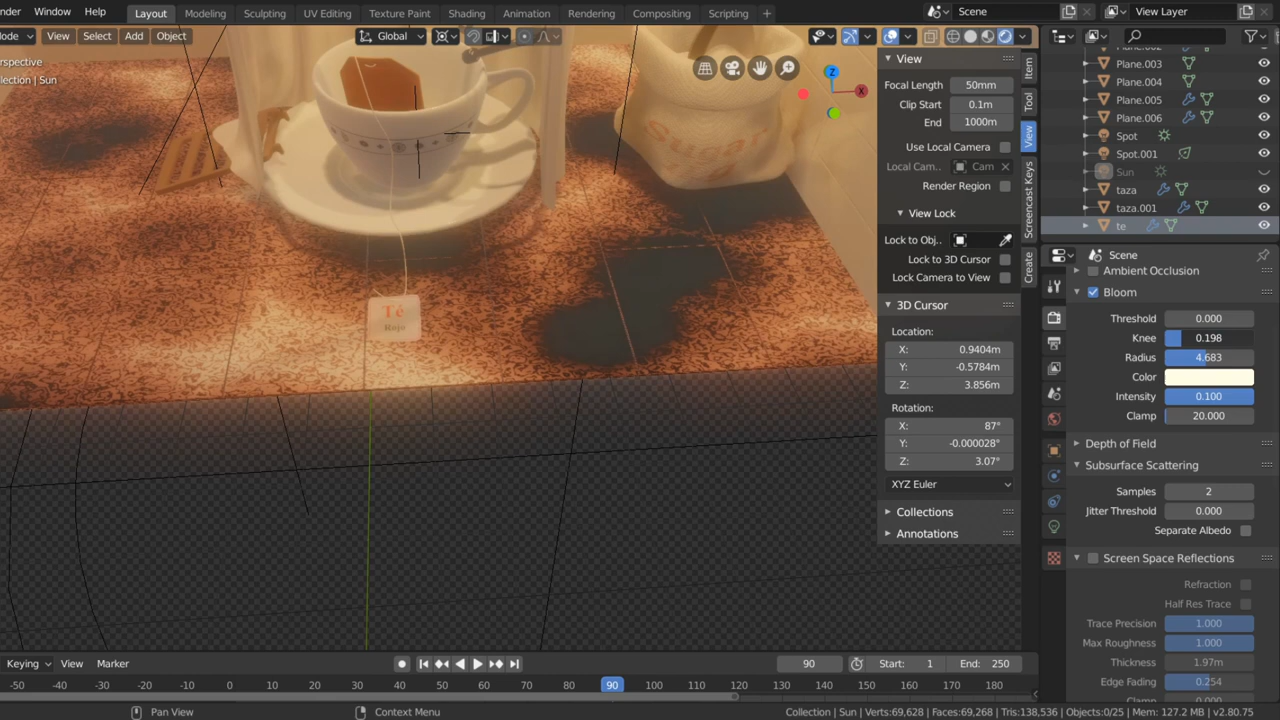 nder Window Help Layout Modeling Sculpting UV Editing Texture Paint Shading Animation Rendering Compositing Scripting + Scene View Layer
ode View Select Add Object Global
rspective
llection | Sun
Sugar
Té
Rojo
View
Focal Length 50mm
Clip Start 0.1m
End 1000m
Use Local Camera
Local Cam.. Cam
Render Region
View Lock
Lock to Obj..
Lock to 3D Cursor
Lock Camera to View
3D Cursor
Location:
X: 0.9404m
Y: -0.5784m
Z: 3.856m
Rotation:
X: 87°
Y: -0.000028°
Z: 3.07°
XYZ Euler
Collections
Annotations
Item
Tool
View
Screencast Keys
Create
Z
X
Plane.002
Plane.003
Plane.004
Plane.005
Plane.006
Spot
Spot.001
Sun
taza
taza.001
te
Scene
Ambient Occlusion
Bloom
Threshold 0.000
Knee 0.198
Radius 4.683
Color
Intensity 0.100
Clamp 20.000
Depth of Field
Subsurface Scattering
Samples 2
Jitter Threshold 0.000
Separate Albedo
Screen Space Reflections
Refraction
Half Res Trace
Trace Precision 1.000
Max Roughness 1.000
Thickness 1.97m
Edge Fading 0.254
Keying View Marker 90 Start: 1 End: 250
-50 -30 -20 -10 0 10 20 30 40 50 60 70 80 90 100 110 120 130 140 150 160 170 180
Pan View Context Menu Collection | Sun | Verts:69,628 | Faces:69,268 | Tris:138,536 | Objects:0/25 | Mem: 127.2 MB | v2.80.75